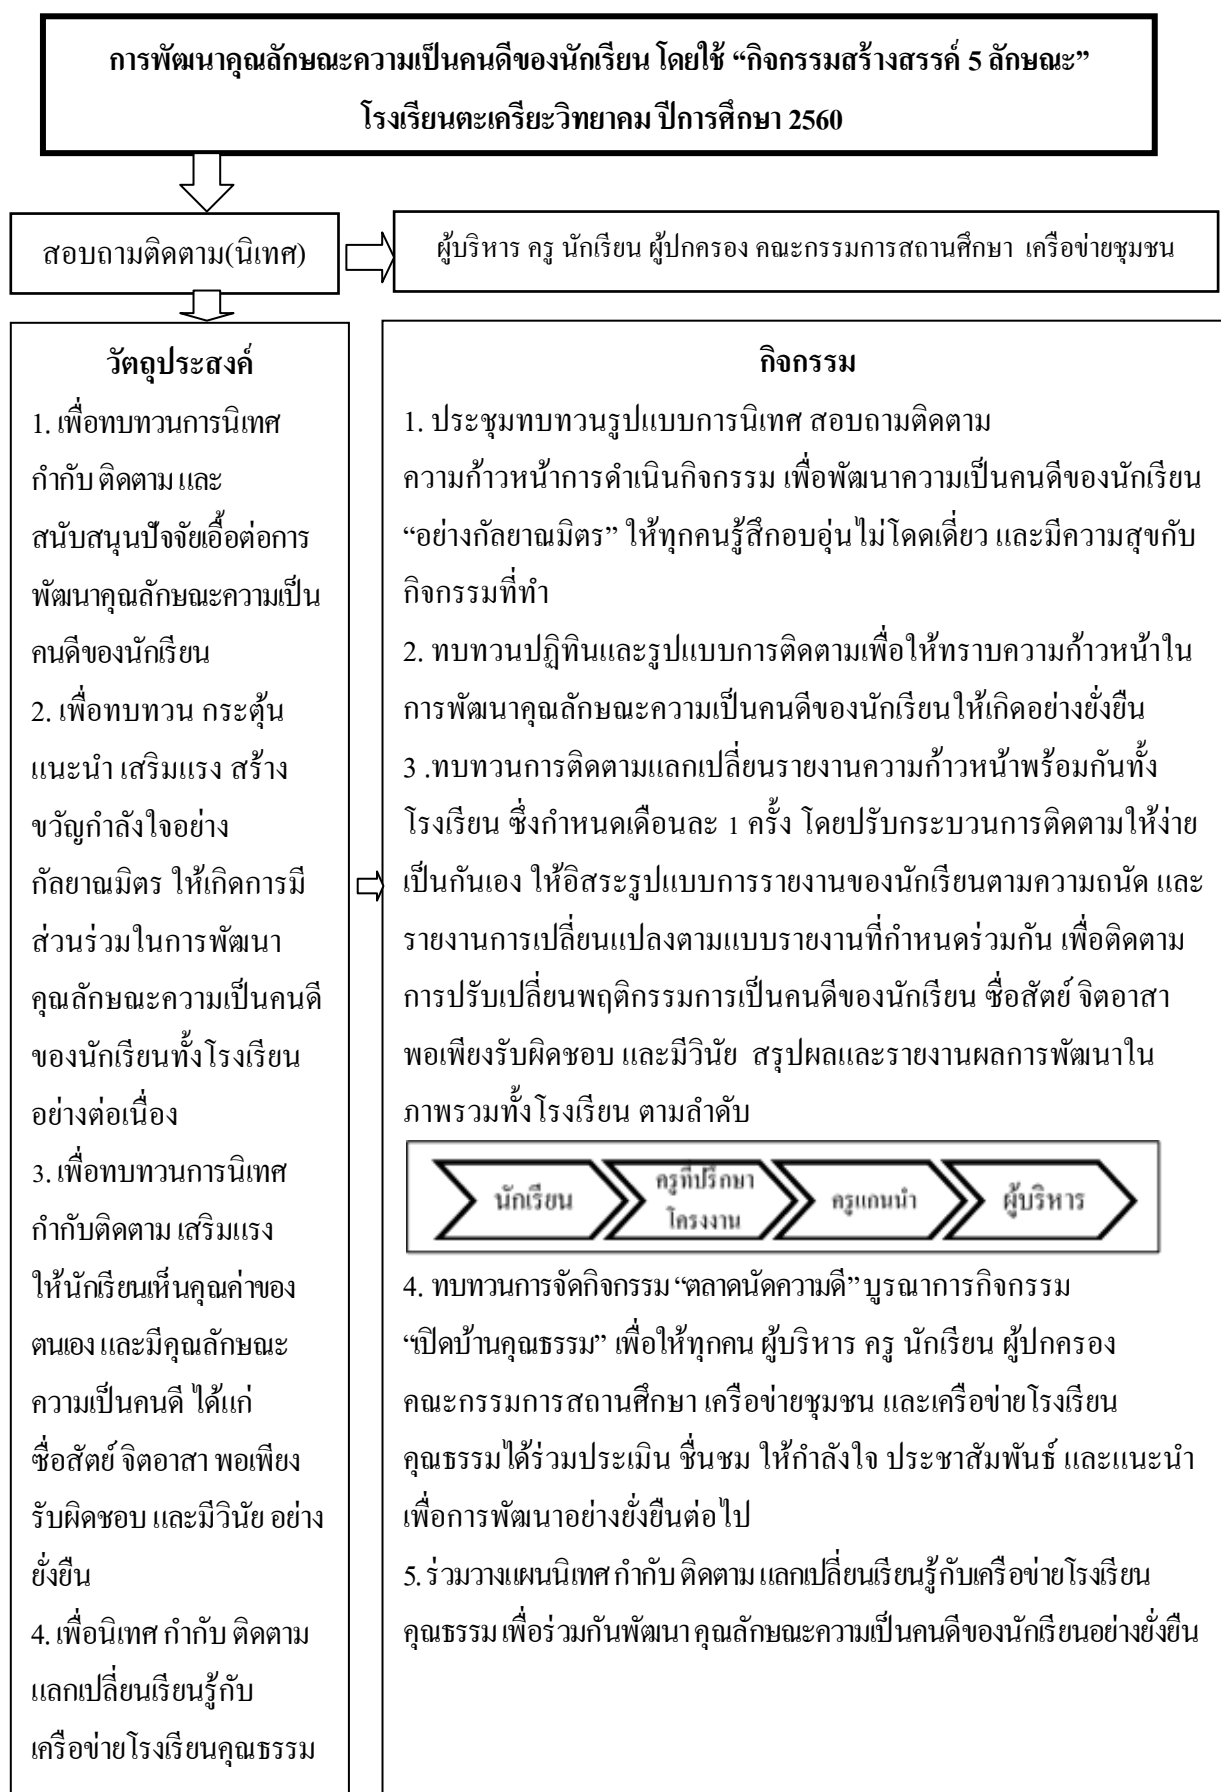 การพัฒนาคุณลักษณะความเป็นคนดีของนักเรียน โดยใช้ “กิจกรรมสร้างสรรค์ 5 ลักษณะ”
โรงเรียนตะเครียะวิทยาคม ปีการศึกษา 2560
สอบถามติดตาม(นิเทศ)
ผู้บริหาร ครู นักเรียน ผู้ปกครอง คณะกรรมการสถานศึกษา เครือข่ายชุมชน
วัตถุประสงค์
1. เพื่อทบทวนการนิเทศ
กำกับ ติดตาม และ
สนับสนุนปัจจัยเอื้อต่อการ
พัฒนาคุณลักษณะความเป็น
คนดีของนักเรียน
2. เพื่อทบทวน กระตุ้น
แนะนำ เสริมแรง สร้าง
ขวัญกำลังใจอย่าง
กัลยาณมิตร ให้เกิดการมี
ส่วนร่วมในการพัฒนา
คุณลักษณะความเป็นคนดี
ของนักเรียนทั้งโรงเรียน
อย่างต่อเนื่อง
3. เพื่อทบทวนการนิเทศ
กำกับติดตาม เสริมแรง
ให้นักเรียนเห็นคุณค่าของ
ตนเอง และมีคุณลักษณะ
ความเป็นคนดี ได้แก่
ซื่อสัตย์ จิตอาสา พอเพียง
รับผิดชอบ และมีวินัย อย่าง
ยั่งยืน
4. เพื่อนิเทศ กำกับ ติดตาม
แลกเปลี่ยนเรียนรู้กับ
เครือข่ายโรงเรียนคุณธรรม
กิจกรรม
1. ประชุมทบทวนรูปแบบการนิเทศ สอบถามติดตาม
ความก้าวหน้าการดำเนินกิจกรรม เพื่อพัฒนาความเป็นคนดีของนักเรียน
“อย่างกัลยาณมิตร” ให้ทุกคนรู้สึกอบอุ่นไม่โดดเดี่ยว และมีความสุขกับ
กิจกรรมที่ทำ
2. ทบทวนปฏิทินและรูปแบบการติดตามเพื่อให้ทราบความก้าวหน้าใน
การพัฒนาคุณลักษณะความเป็นคนดีของนักเรียนให้เกิดอย่างยั่งยืน
3 .ทบทวนการติดตามแลกเปลี่ยนรายงานความก้าวหน้าพร้อมกันทั้ง
โรงเรียน ซึ่งกำหนดเดือนละ 1 ครั้ง โดยปรับกระบวนการติดตามให้ง่าย
เป็นกันเอง ให้อิสระรูปแบบการรายงานของนักเรียนตามความถนัด และ
รายงานการเปลี่ยนแปลงตามแบบรายงานที่กำหนดร่วมกัน เพื่อติดตาม
การปรับเปลี่ยนพฤติกรรมการเป็นคนดีของนักเรียน ซื่อสัตย์ จิตอาสา
พอเพียงรับผิดชอบ และมีวินัย สรุปผลและรายงานผลการพัฒนาใน
ภาพรวมทั้งโรงเรียน ตามลำดับ
นักเรียน
ครูที่ปรึกษา
โครงงาน
ครูแกนนำ
ผู้บริหาร
4. ทบทวนการจัดกิจกรรม “ตลาดนัดความดี” บูรณาการกิจกรรม
“เปิดบ้านคุณธรรม” เพื่อให้ทุกคน ผู้บริหาร ครู นักเรียน ผู้ปกครอง
คณะกรรมการสถานศึกษา เครือข่ายชุมชน และเครือข่ายโรงเรียน
คุณธรรมได้ร่วมประเมิน ชื่นชม ให้กำลังใจ ประชาสัมพันธ์ และแนะนำ
เพื่อการพัฒนาอย่างยั่งยืนต่อไป
5. ร่วมวางแผนนิเทศ กำกับ ติดตาม แลกเปลี่ยนเรียนรู้กับเครือข่ายโรงเรียน
คุณธรรม เพื่อร่วมกันพัฒนา คุณลักษณะความเป็นคนดีของนักเรียนอย่างยั่งยืน